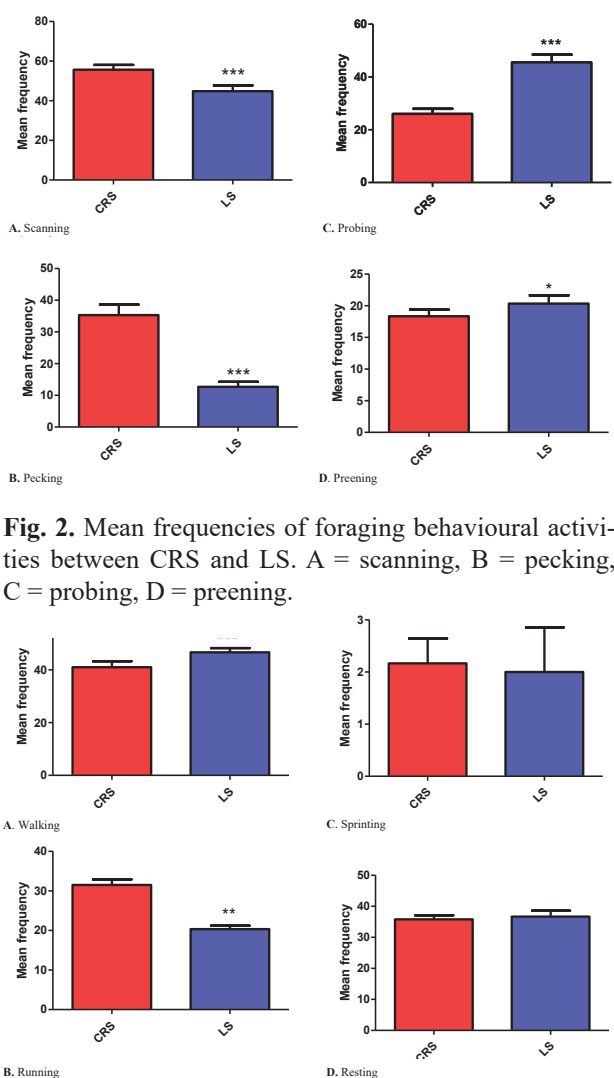 80
60
40
20
0
Mean frequency
***
CRS
LS
A. Scanning
60
40
20
0
Mean frequency
***
CRS
LS
C. Probing
50
40
30
20
10
0
Mean frequency
***
CRS
LS
B. Pecking
25
20
15
10
5
0
Mean frequency
*
CRS
LS
D. Preening
Fig. 2. Mean frequencies of foraging behavioural activi-
ties between CRS and LS. A = scanning, B = pecking,
C = probing, D = preening.
40
20
0
Mean frequency
CRS
LS
A. Walking
3
2
1
0
Mean frequency
CRS
LS
C. Sprinting
40
30
20
10
0
Mean frequency
**
CRS
LS
B. Running
50
40
30
20
10
0
Mean frequency
CRS
LS
D. Resting